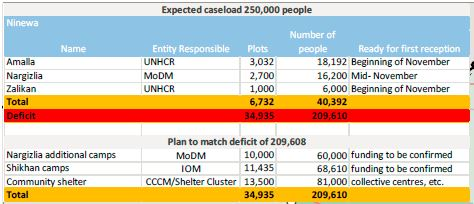 Expected caseload 250,000 people
Ninewa
Name Entity Responsible Plots Number of people Ready for first reception
Amalla UNHCR 3,032 18,192 Beginning of November
Nargizlia MoDM 2,700 16,200 Mid- November
Zalikan UNHCR 1,000 6,000 Beginning of November
Total 6,732 40,392
Deficit 34,935 209,610
Plan to match deficit of 209,608
Nargizlia additional camps MoDM 10,000 60,000 funding to be confirmed
Shikhan camps IOM 11,435 68,610 funding to be confirmed
Community shelter CCCM/Shelter Cluster 13,500 81,000 collective centres, etc.
Total 34,935 209,610